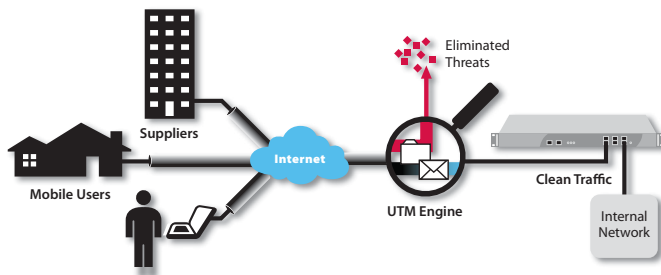 Eliminated
Threats
Suppliers
Internet
Mobile Users
UTM Engine
Clean Traffic
Internal
Network